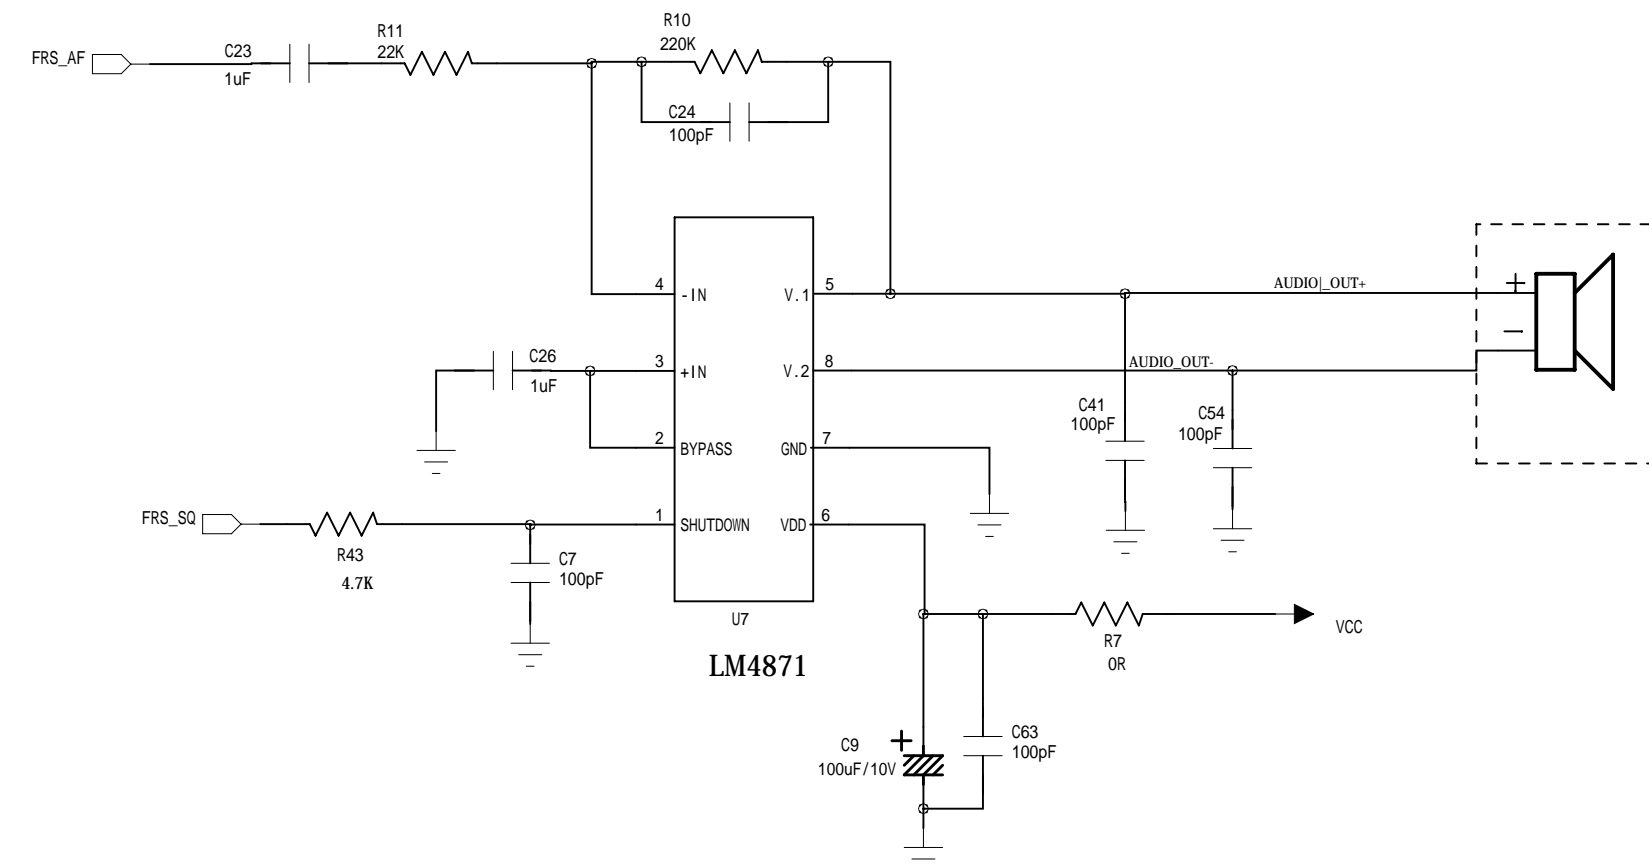 R10
220K
R11
22K
C23
1uF
FRS_AF
C24
100pF
4
-IN
V.1
5
AUDIO|_OUT+
+
−
C26
1uF
3
+IN
V.2
8
AUDIO_OUT-
C41
100pF
C54
100pF
2
BYPASS
GND
7
FRS_SQ
R43
4.7K
1
SHUTDOWN
VDD
6
C7
100pF
U7
LM4871
R7
0R
VCC
C9
100uF/10V
+
C63
100pF